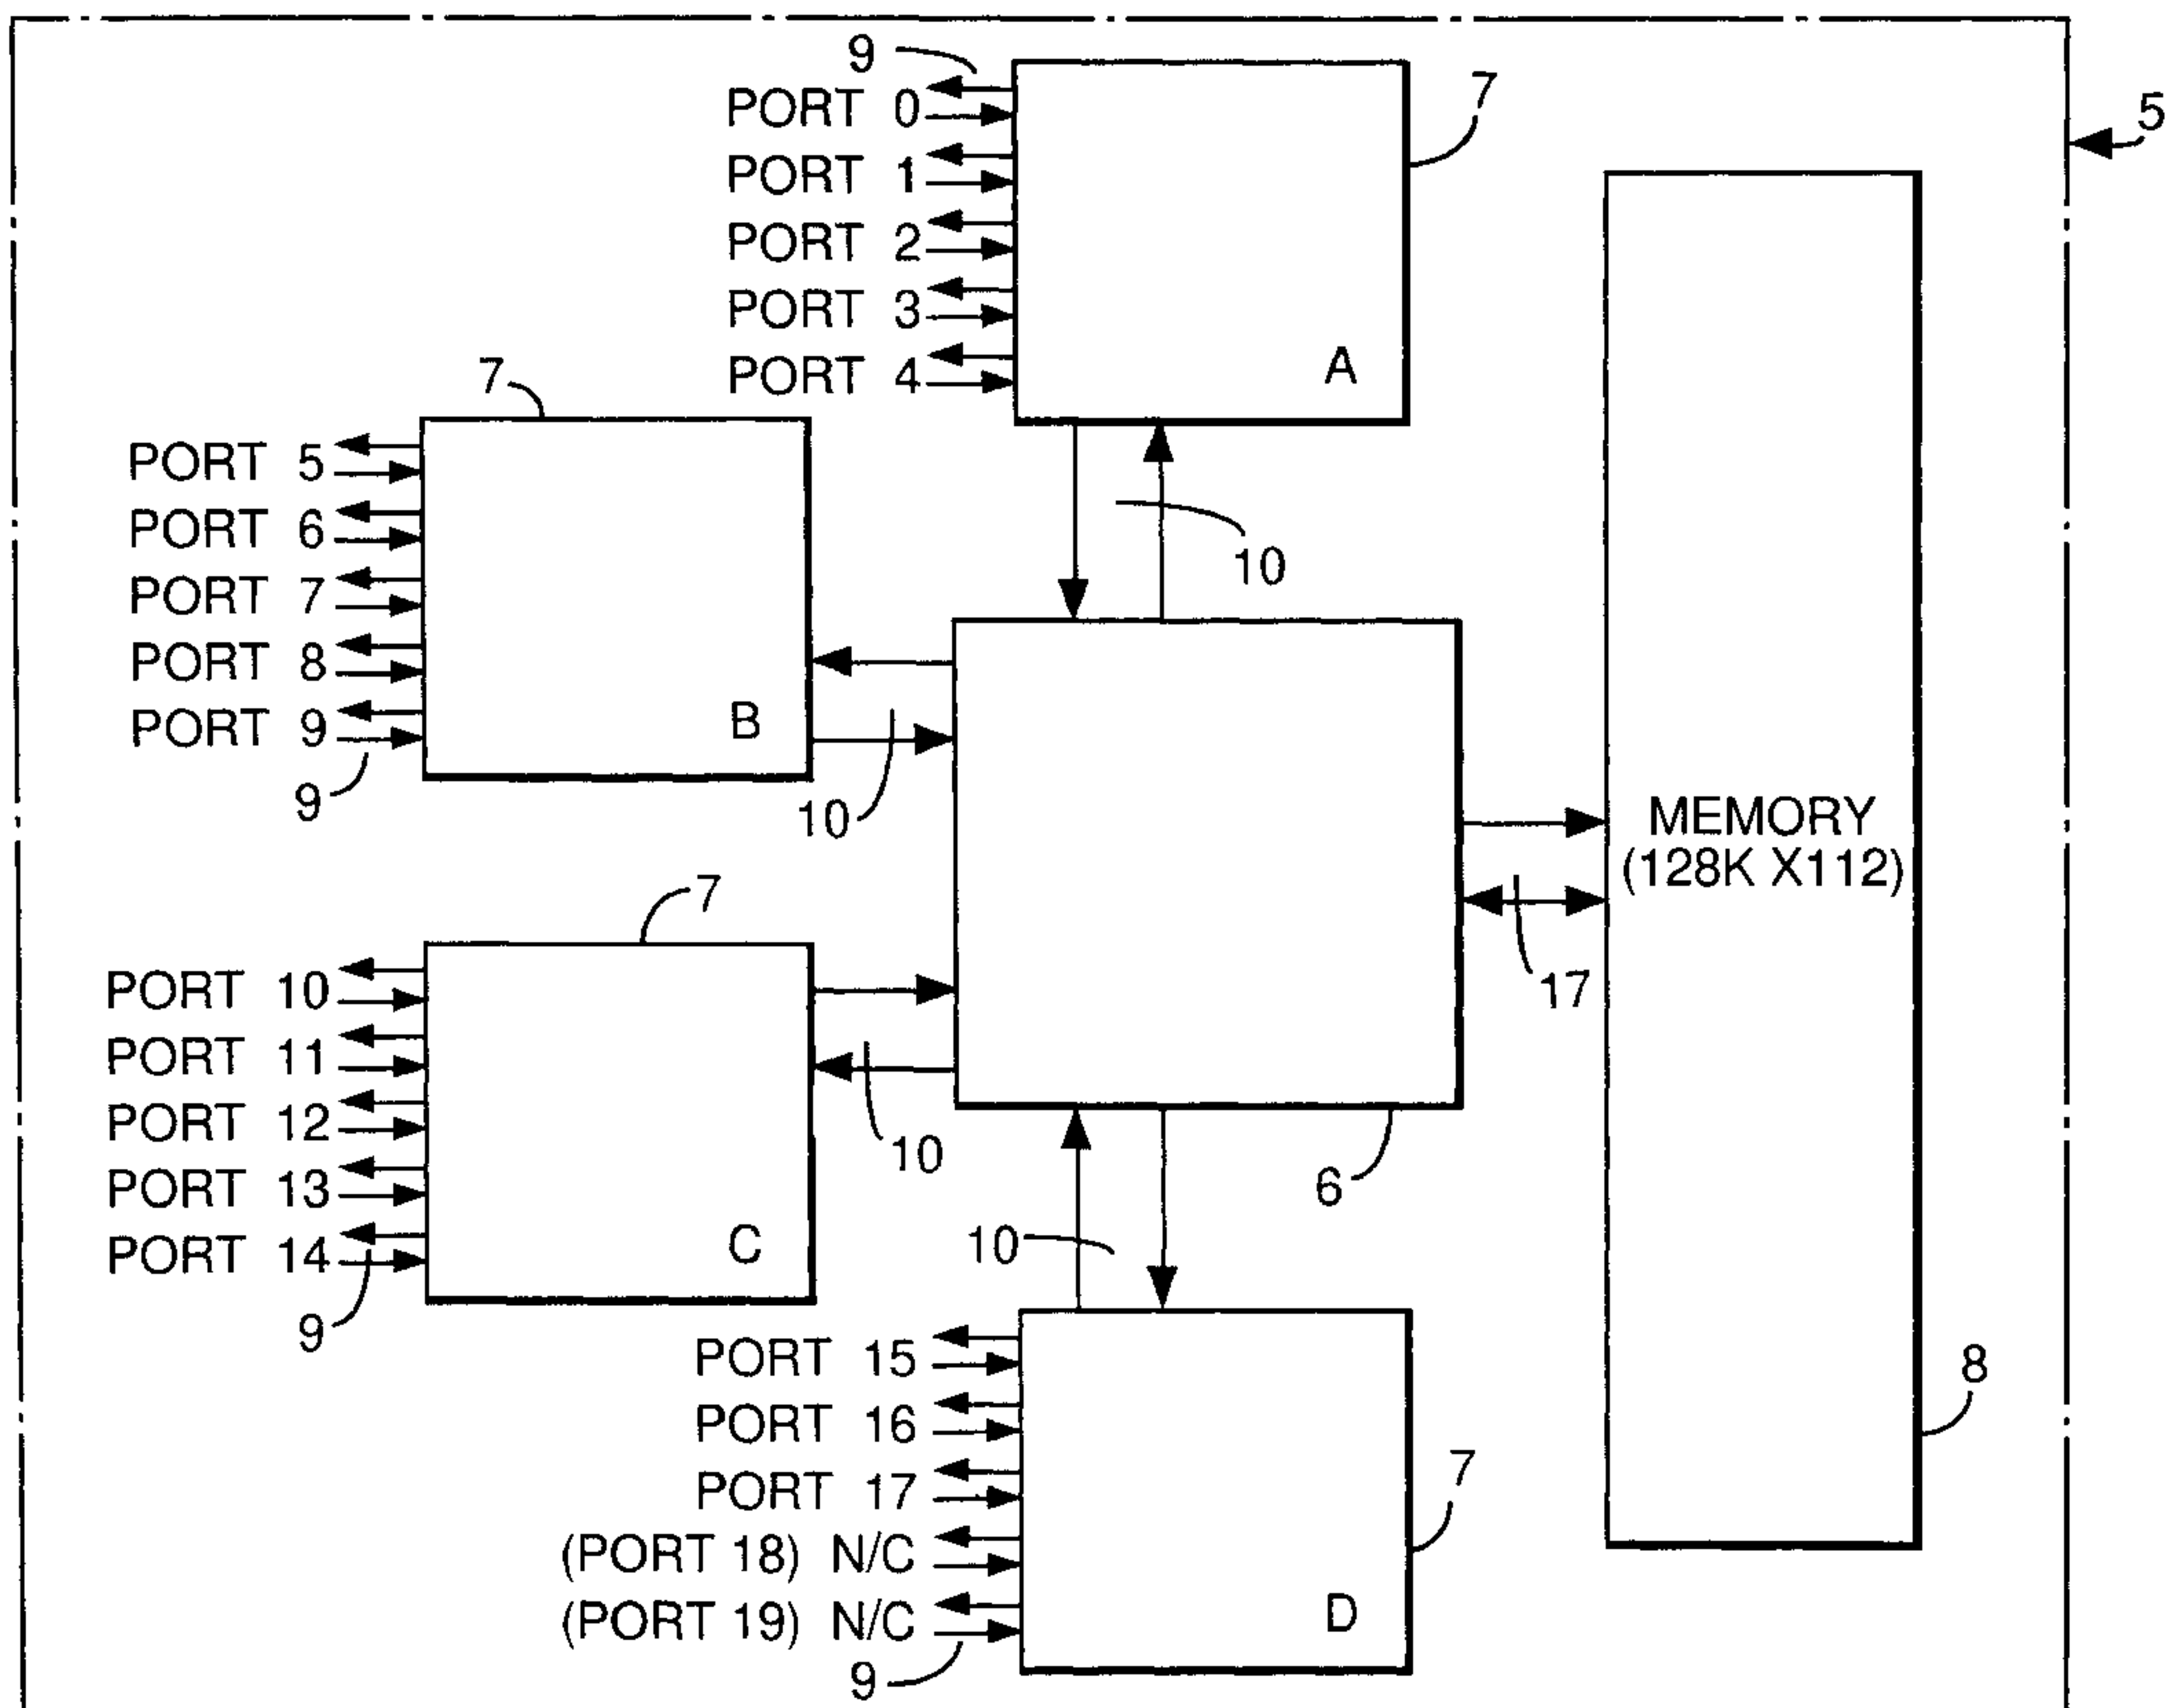 9
PORT 0
7
5
PORT 1
PORT 2
PORT 3
PORT 4
A
7
PORT 5
PORT 6
10
PORT 7
PORT 8
PORT 9
B
9
10
MEMORY
(128K X112)
7
PORT 10
17
PORT 11
PORT 12
10
PORT 13
6
PORT 14
C
10
9
PORT 15
8
PORT 16
PORT 17
7
(PORT 18) N/C
(PORT 19) N/C
D
9